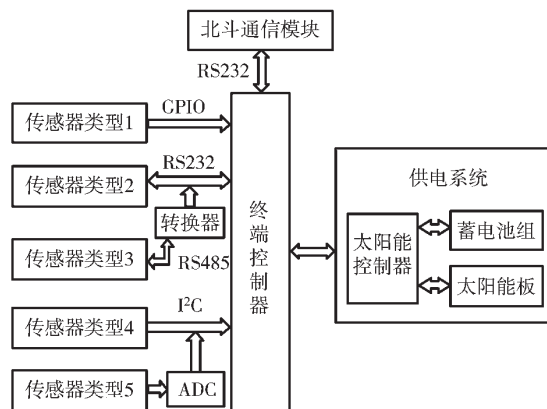 北斗通信模块
RS232
GPIO
传感器类型1
RS232
传感器类型2
转换器
传感器类型3
RS485
I²C
传感器类型4
传感器类型5
ADC
终端控制器
供电系统
太阳能
控制器
蓄电池组
太阳能板